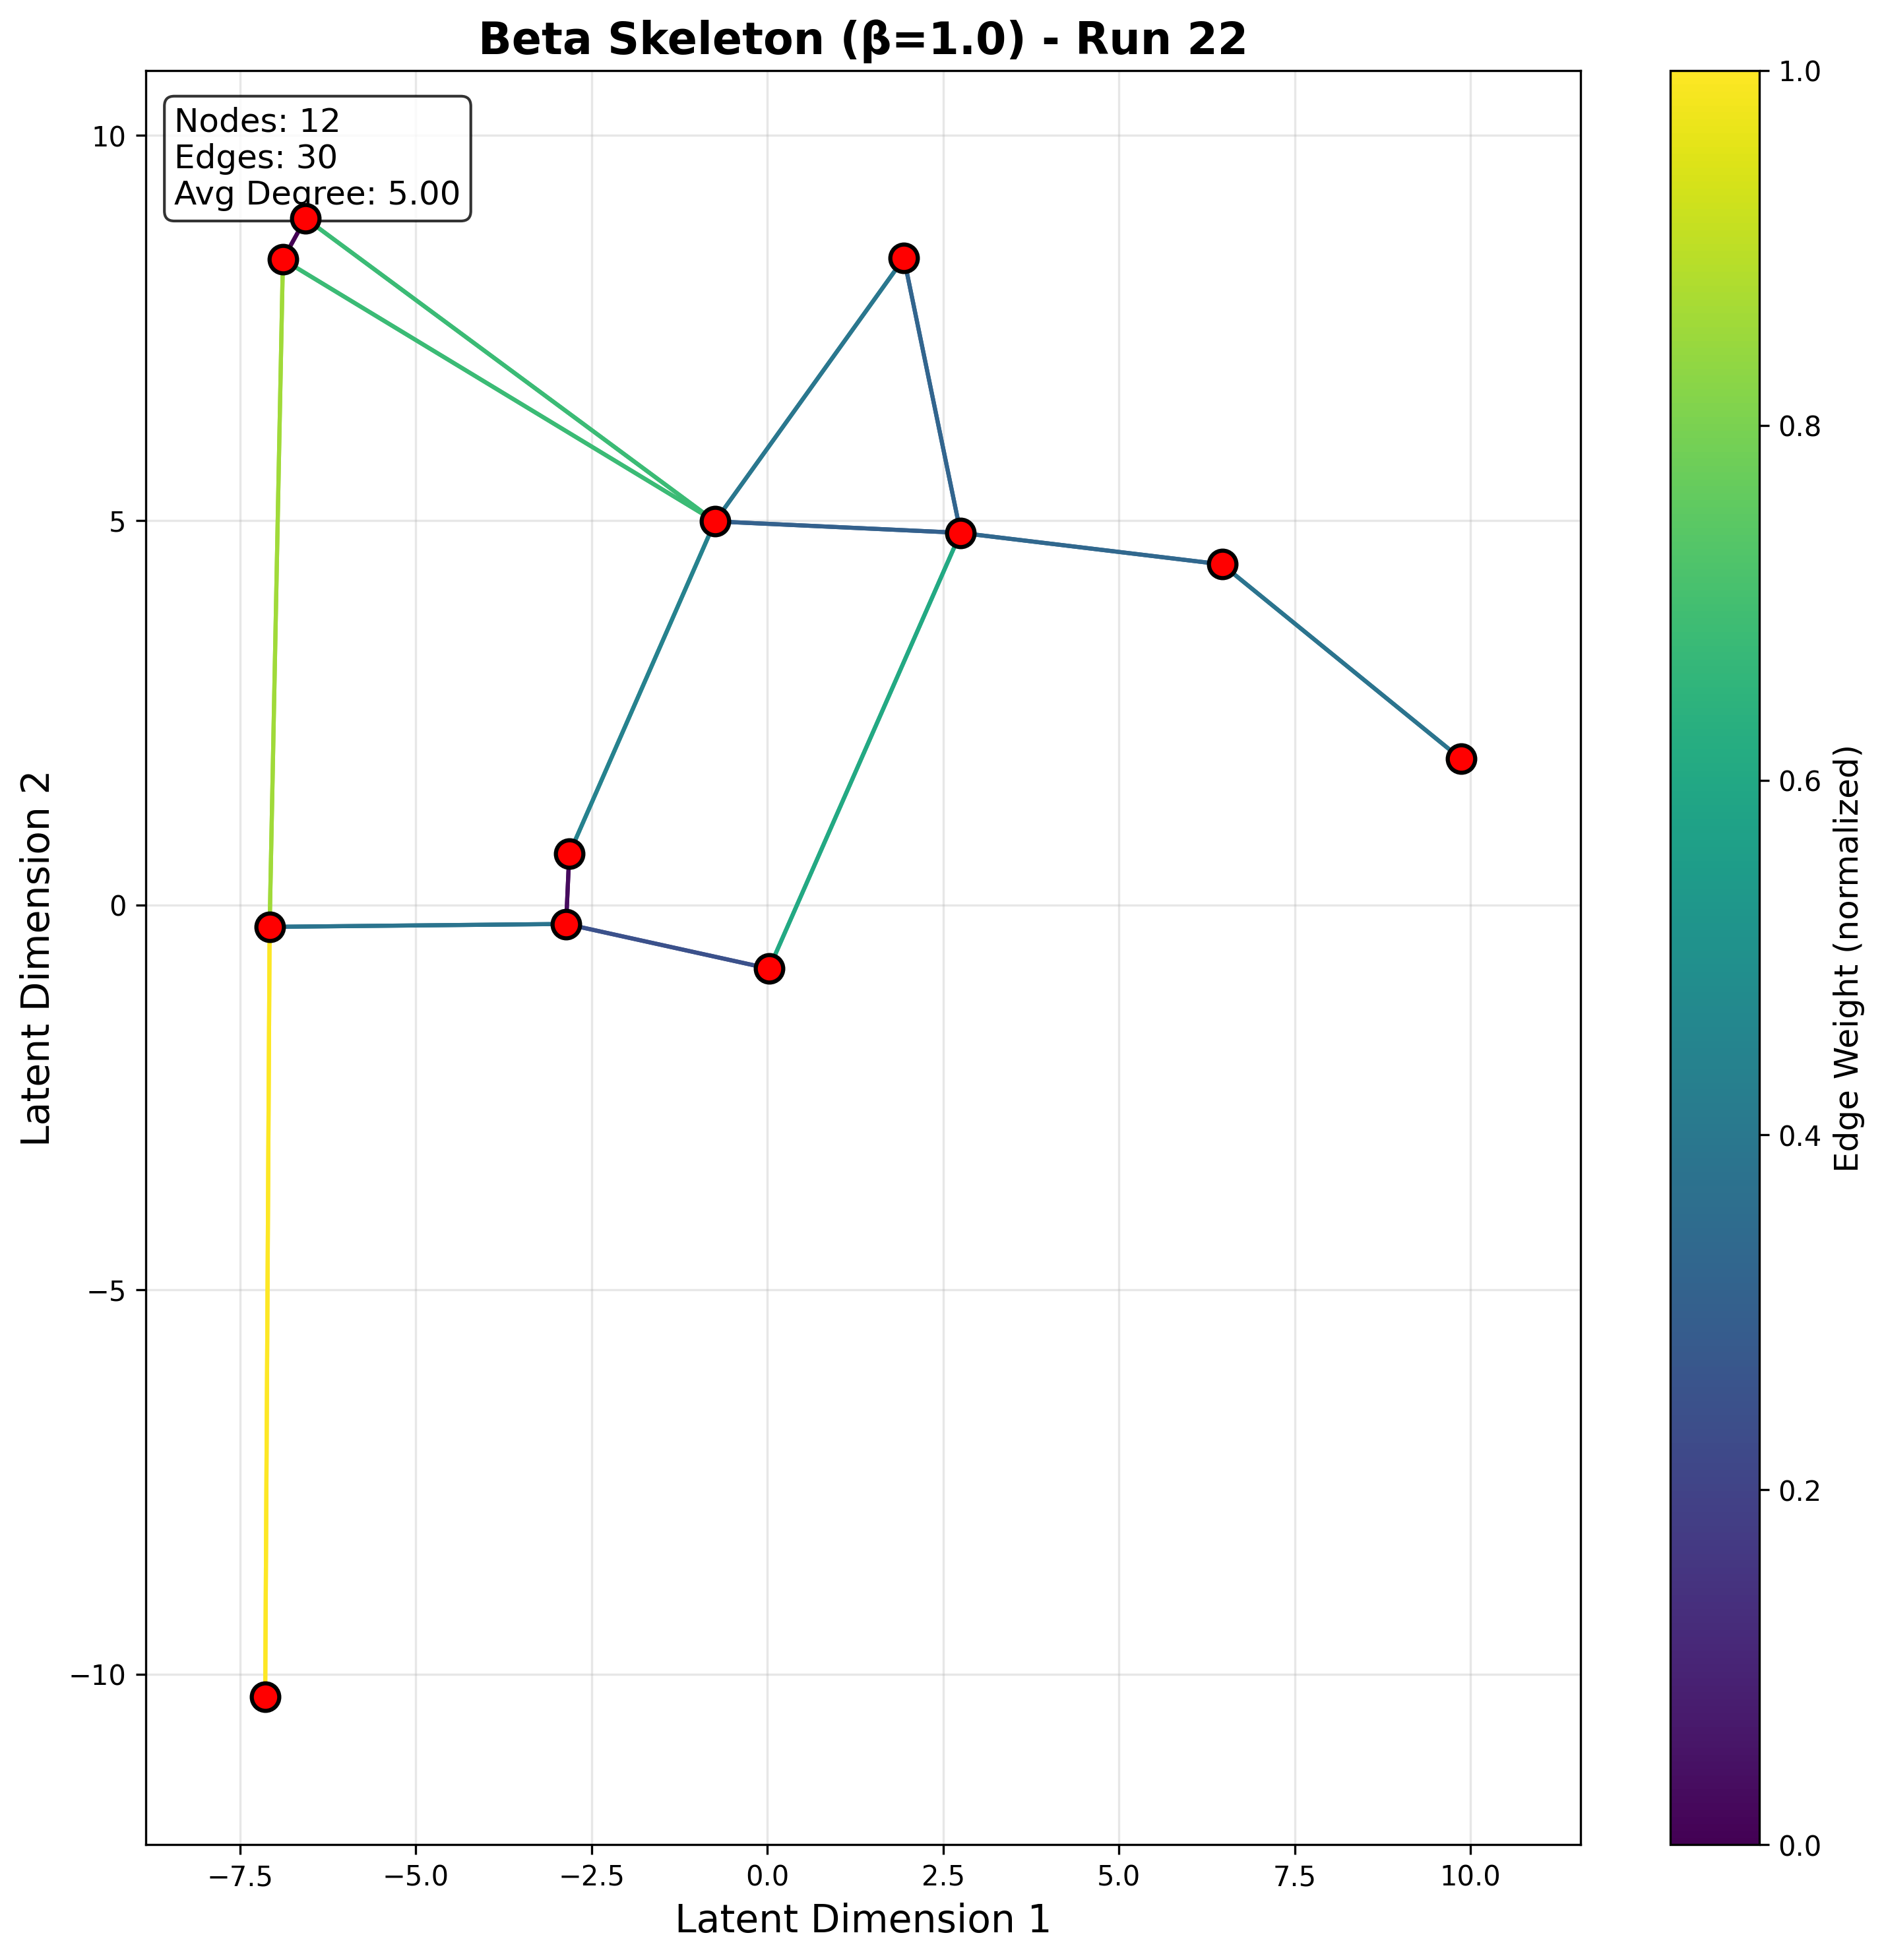 Beta Skeleton (β=1.0) - Run 22
Nodes: 12
Edges: 30
Avg Degree: 5.00
10
5
0
−5
−10
Latent Dimension 2
−7.5
−5.0
−2.5
0.0
2.5
5.0
7.5
10.0
Latent Dimension 1
1.0
0.8
0.6
0.4
0.2
0.0
Edge Weight (normalized)